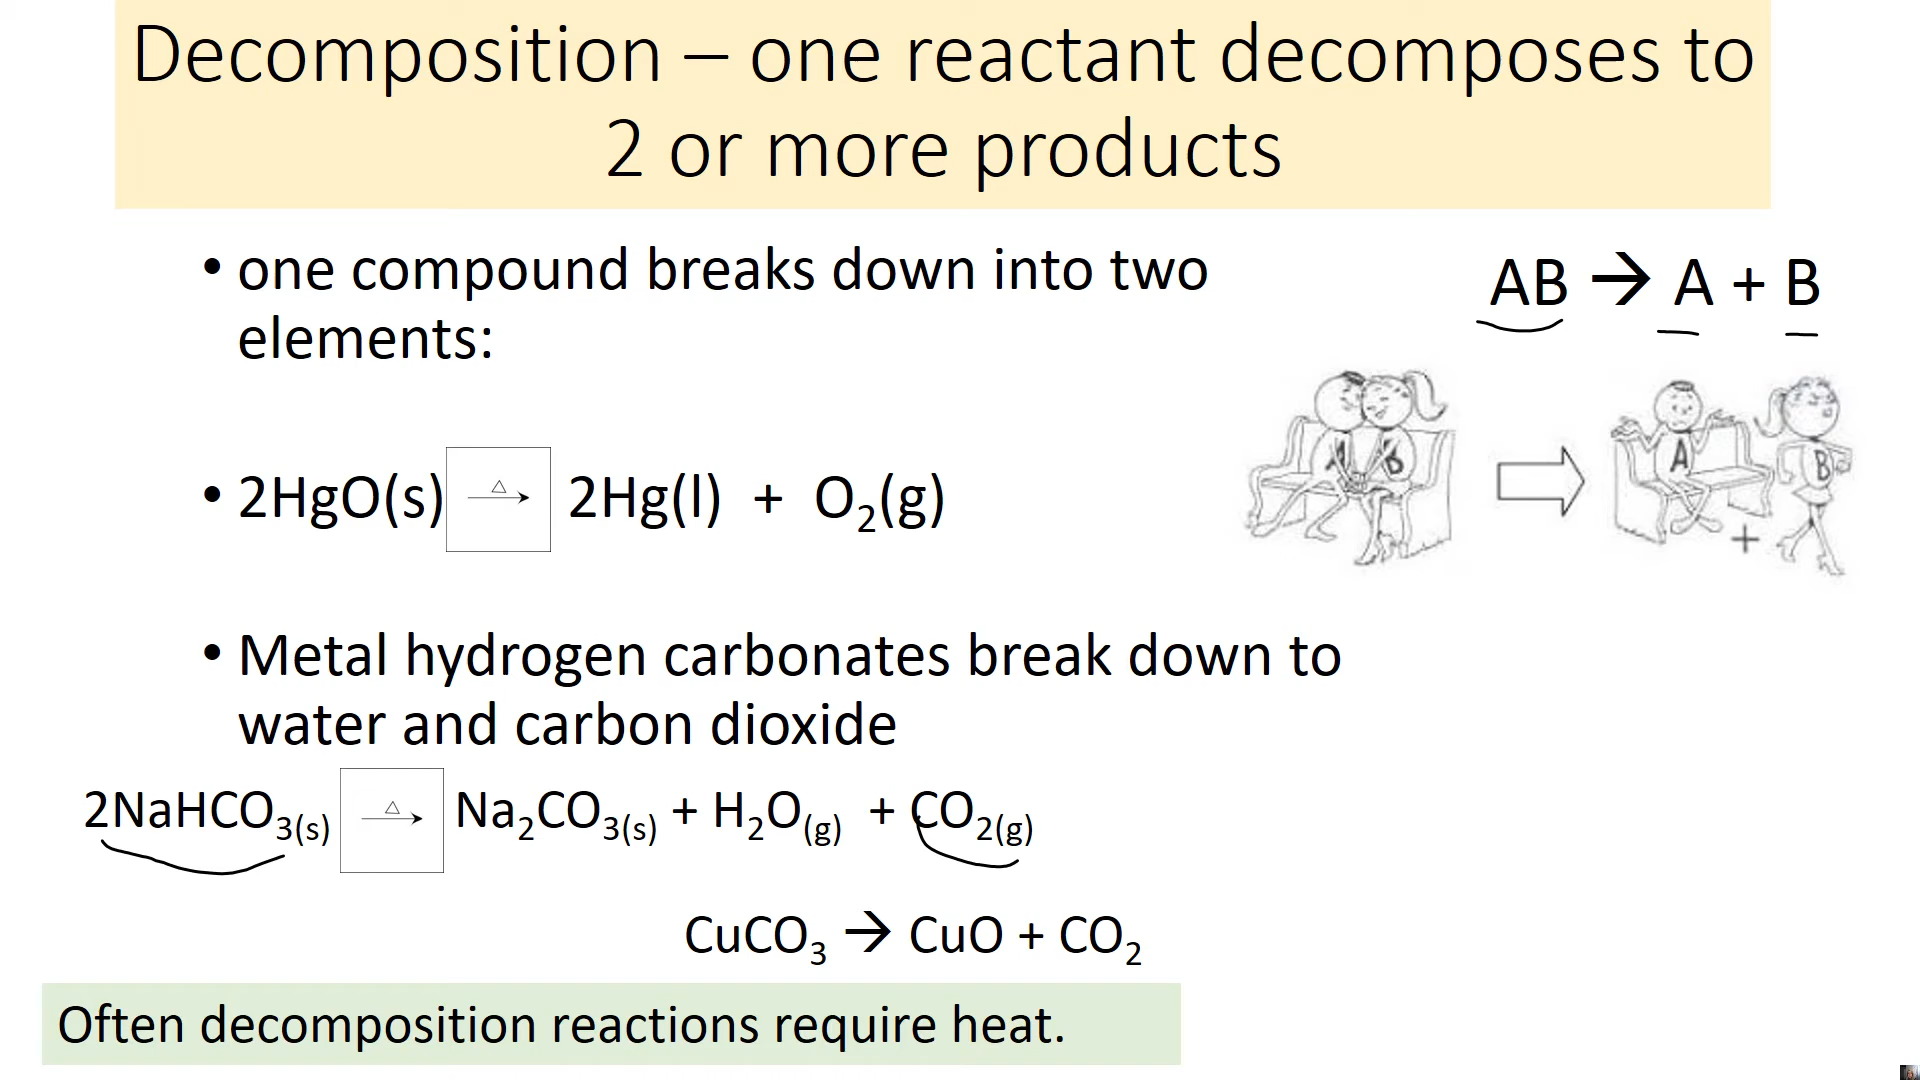 Decomposition – one reactant decomposes to
2 or more products
• one compound breaks down into two
elements:
AB → A + B
A B
A
B
+
• 2HgO(s) △→ 2Hg(l) + O₂(g)
• Metal hydrogen carbonates break down to
water and carbon dioxide
2NaHCO₃₍ₛ₎ △→ Na₂CO₃₍ₛ₎ + H₂O₍g₎ + CO₂₍g₎
CuCO₃ → CuO + CO₂
Often decomposition reactions require heat.